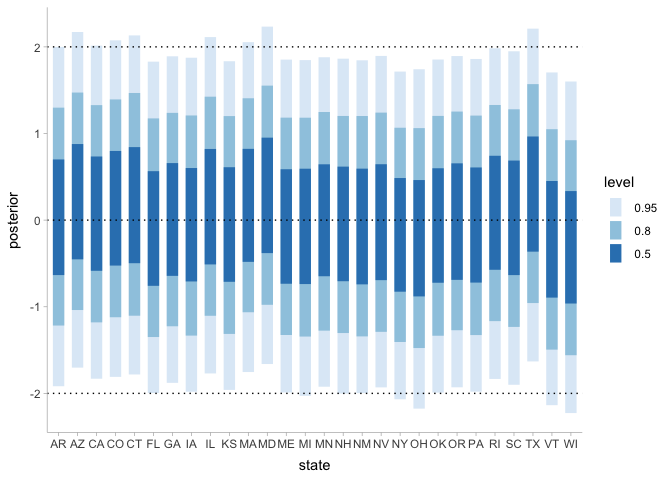 2
1
0
-1
-2
posterior
AR AZ CA CO CT FL GA IA IL KS MA MD ME MI MN NH NM NV NY OH OK OR PA RI SC TX VT WI
state
level
0.95
0.8
0.5